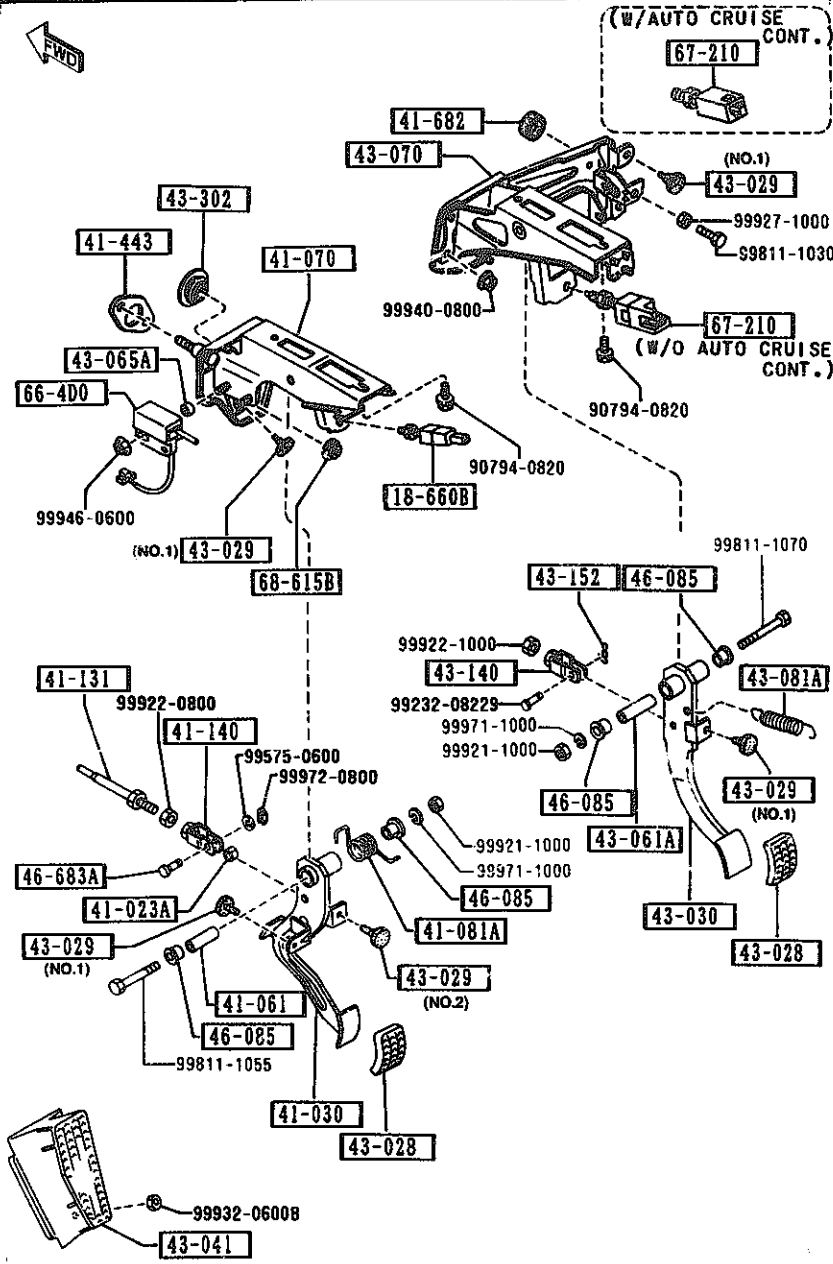 (W/AUTO CRUISE
CONT.)
67-210
FWD
41-682
43-070
(NO.1)
43-029
43-302
99927-1000
41-443
41-070
99811-1030
99940-0800
67-210
43-065A
(W/O AUTO CRUISE
CONT.)
66-4D0
90794-0820
90794-0820
18-660B
99946-0600
(NO.1) 43-029
99811-1070
68-615B
43-152
46-085
99922-1000
43-140
41-131
43-081A
99922-0800
99232-08229
41-140
99971-1000
99575-0600
99921-1000
99972-0800
43-029
(NO.1)
46-085
99921-1000
43-061A
99971-1000
46-683A
46-085
41-023A
43-030
41-081A
43-029
(NO.1)
43-028
43-029
(NO.2)
41-061
46-085
99811-1055
41-030
43-028
99932-0600B
43-041